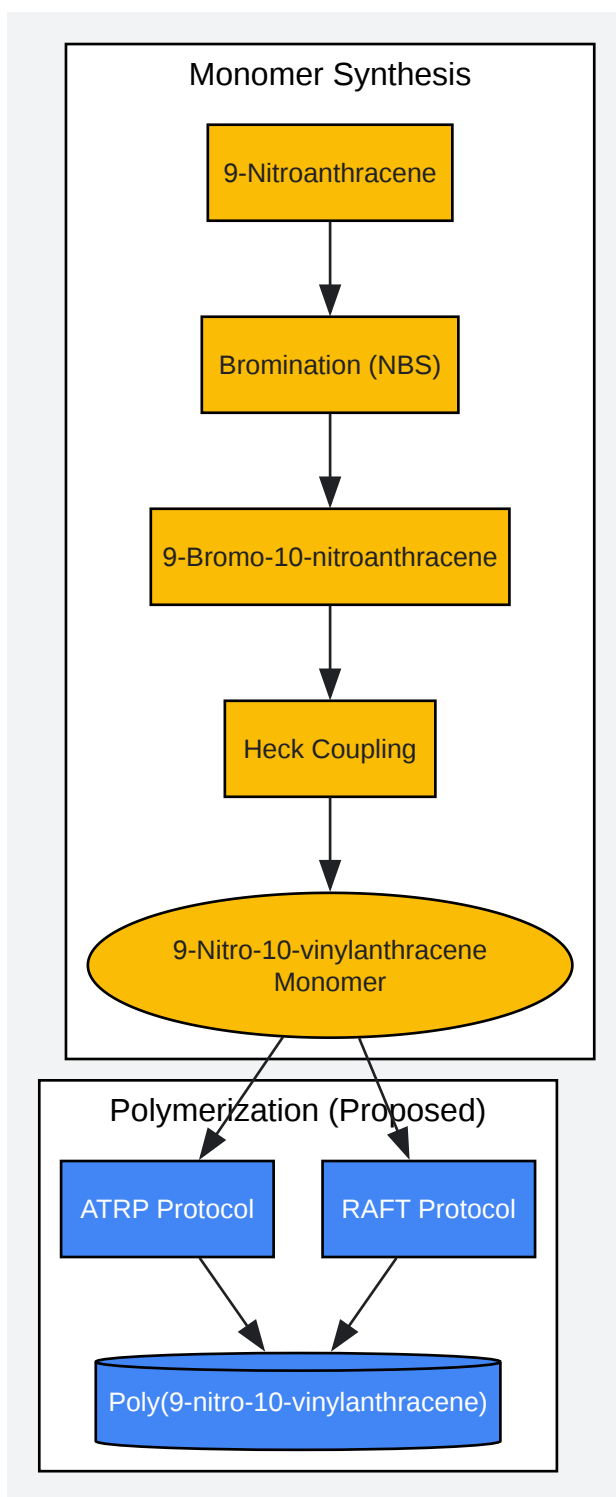 Monomer Synthesis
9-Nitroanthracene
Bromination (NBS)
9-Bromo-10-nitroanthracene
Heck Coupling
9-Nitro-10-vinylanthracene
Monomer
Polymerization (Proposed)
ATRP Protocol
RAFT Protocol
Poly(9-nitro-10-vinylanthracene)